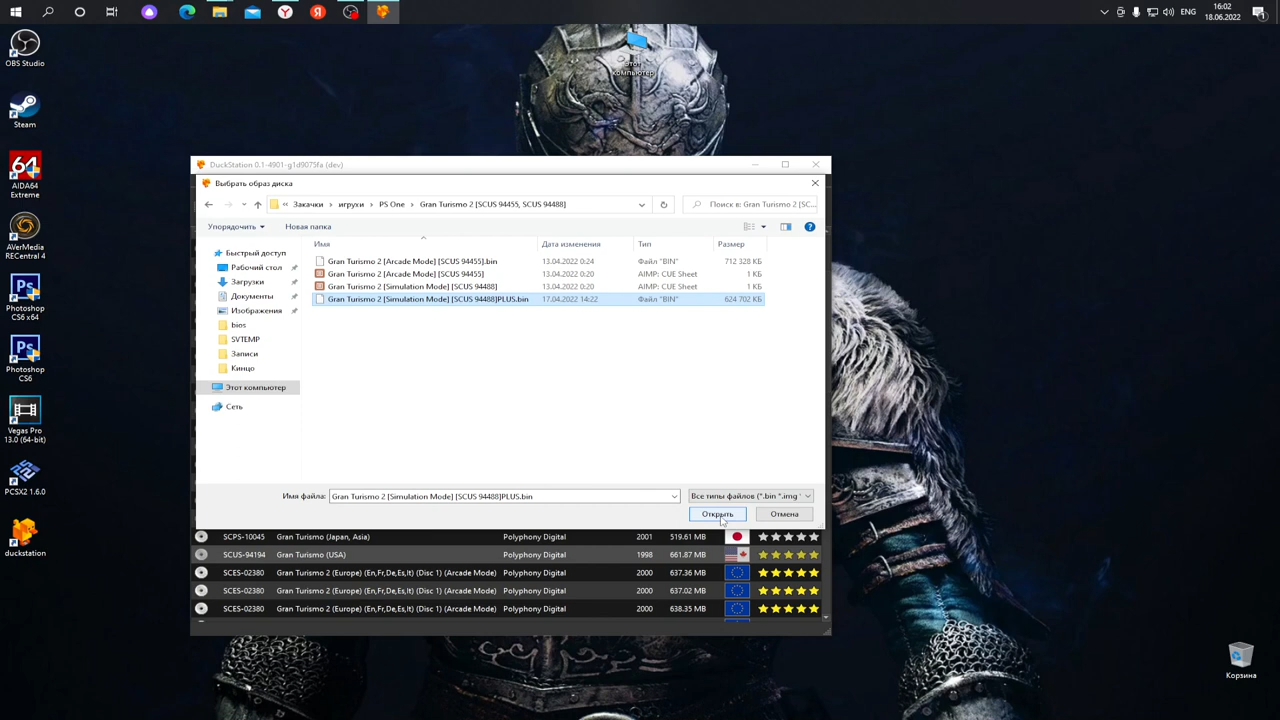 16:02
ENG
18.06.2022
1
OBS Studio
Steam
64
AIDA64
Extreme
AVerMedia
RECentral 4
Ps
Photoshop
CS6 x64
Ps
Photoshop
CS6
Vegas Pro
13.0 (64-bit)
PCSX2 1.6.0
duckstation
Этот
компьютер
Корзина
DuckStation 0.1-4901-g1d9075fa (dev)
Выбрать образ диска
« Закачки › игрухи › PS One › Gran Turismo 2 [SCUS 94455, SCUS 94488]
Поиск в: Gran Turismo 2 [SC...
Упорядочить Новая папка
Имя Дата изменения Тип Размер
Быстрый доступ
Рабочий стол
Загрузки
Документы
Изображения
bios
SVTEMP
Записи
Кинцо
Этот компьютер
Сеть
Gran Turismo 2 [Arcade Mode] [SCUS 94455].bin 13.04.2022 0:24 Файл "BIN" 712 328 КБ
Gran Turismo 2 [Arcade Mode] [SCUS 94455] 13.04.2022 0:20 AIMP: CUE Sheet 1 КБ
Gran Turismo 2 [Simulation Mode] [SCUS 94488] 13.04.2022 0:20 AIMP: CUE Sheet 1 КБ
Gran Turismo 2 [Simulation Mode] [SCUS 94488]PLUS.bin 17.04.2022 14:22 Файл "BIN" 624 702 КБ
Имя файла: Gran Turismo 2 [Simulation Mode] [SCUS 94488]PLUS.bin Все типы файлов (*.bin *.img *
Открыть Отмена
SCPS-10045 Gran Turismo (Japan, Asia) Polyphony Digital 2001 519.61 MB
SCUS-94194 Gran Turismo (USA) Polyphony Digital 1998 661.87 MB
SCES-02380 Gran Turismo 2 (Europe) (En,Fr,De,Es,It) (Disc 1) (Arcade Mode) Polyphony Digital 2000 637.36 MB
SCES-02380 Gran Turismo 2 (Europe) (En,Fr,De,Es,It) (Disc 1) (Arcade Mode) Polyphony Digital 2000 637.02 MB
SCES-02380 Gran Turismo 2 (Europe) (En,Fr,De,Es,It) (Disc 1) (Arcade Mode) Polyphony Digital 2000 638.35 MB